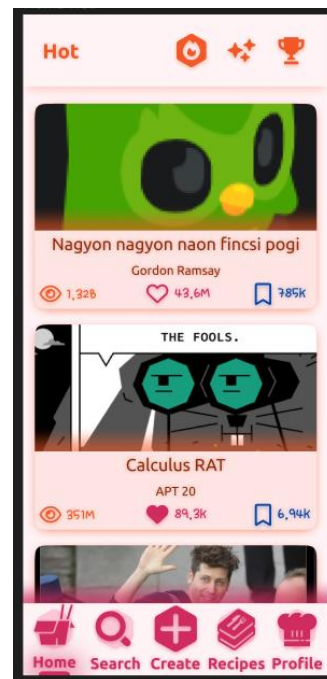 Hot
Nagyon nagyon naon fincsi pogi
Gordon Ramsay
1,32B 43,6M 785K
THE FOOLS.
Calculus RAT
APT 20
351M 89,3K 6,94K
Home Search Create Recipes Profile